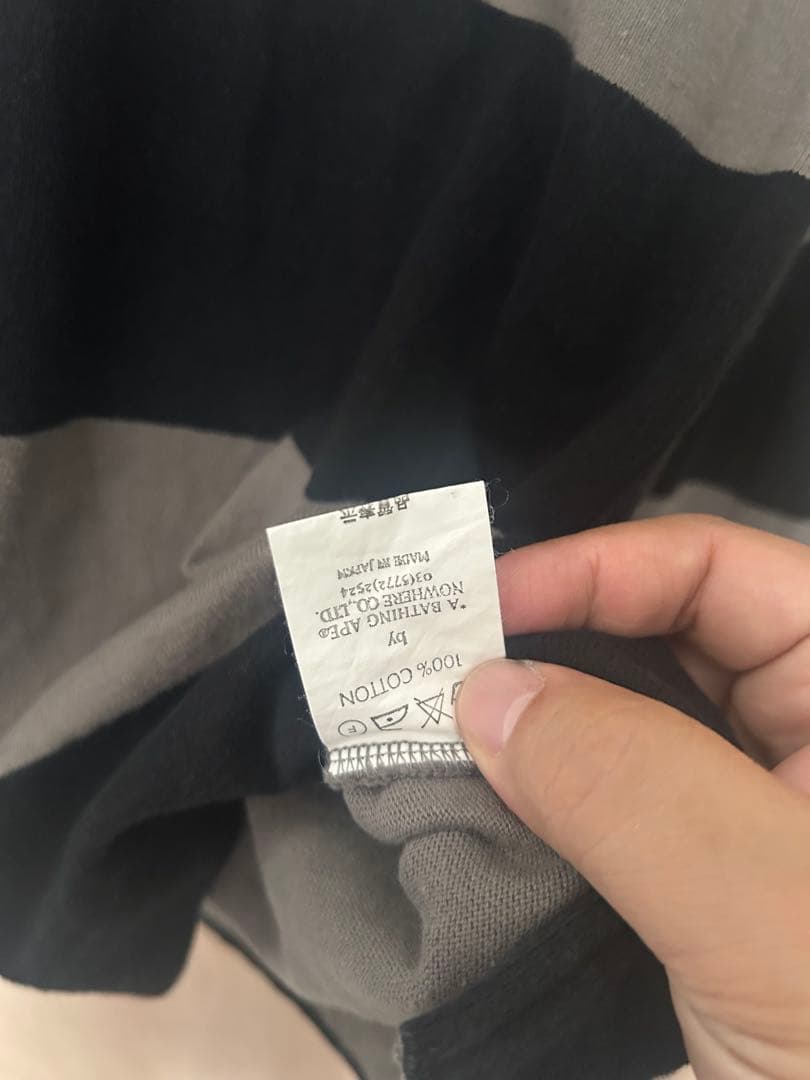 F
100% COTTON
by
"A BATHING APE®
NOWHERE CO.,LTD.
03(5772)2524
MADE IN JAPAN
品質表示